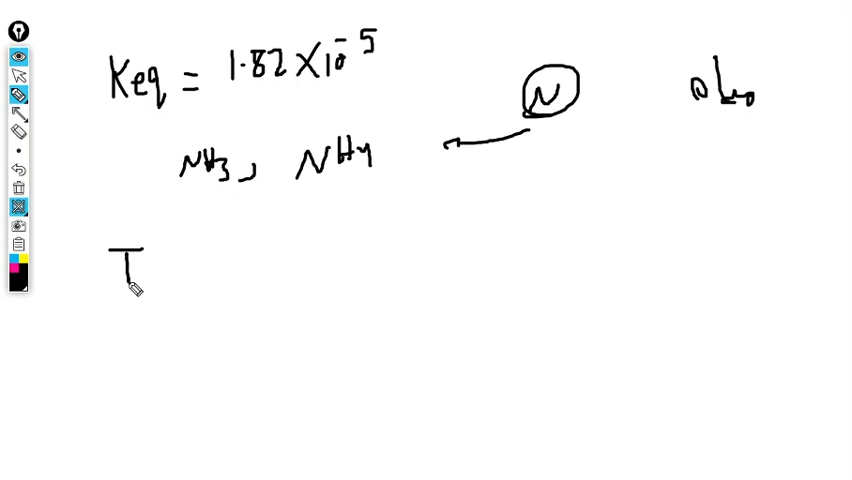 Keq = 1.82 × 10⁻⁵
N
NH3, NH4
T